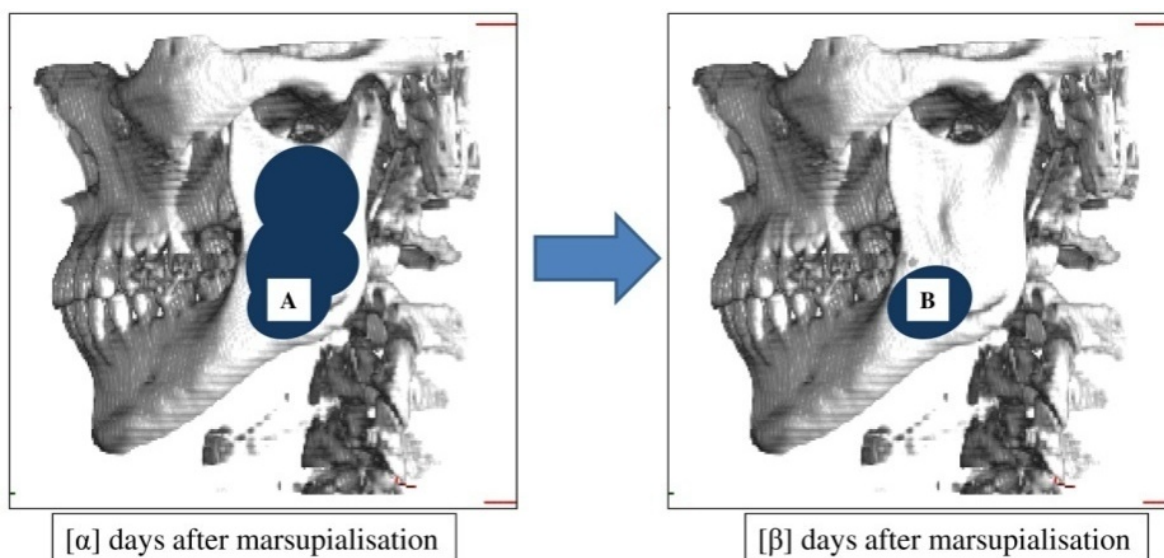 A
B
[α] days after marsupialisation
[β] days after marsupialisation